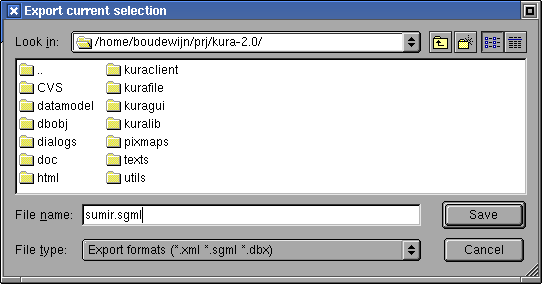 Export current selection
Look in: /home/boudewijn/prj/kura-2.0/
.. kuraclient
CVS kurafile
datamodel kuragui
dbobj kuralib
dialogs pixmaps
doc texts
html utils
File name: sumir.sgml Save
File type: Export formats (*.xml *.sgml *.dbx) Cancel